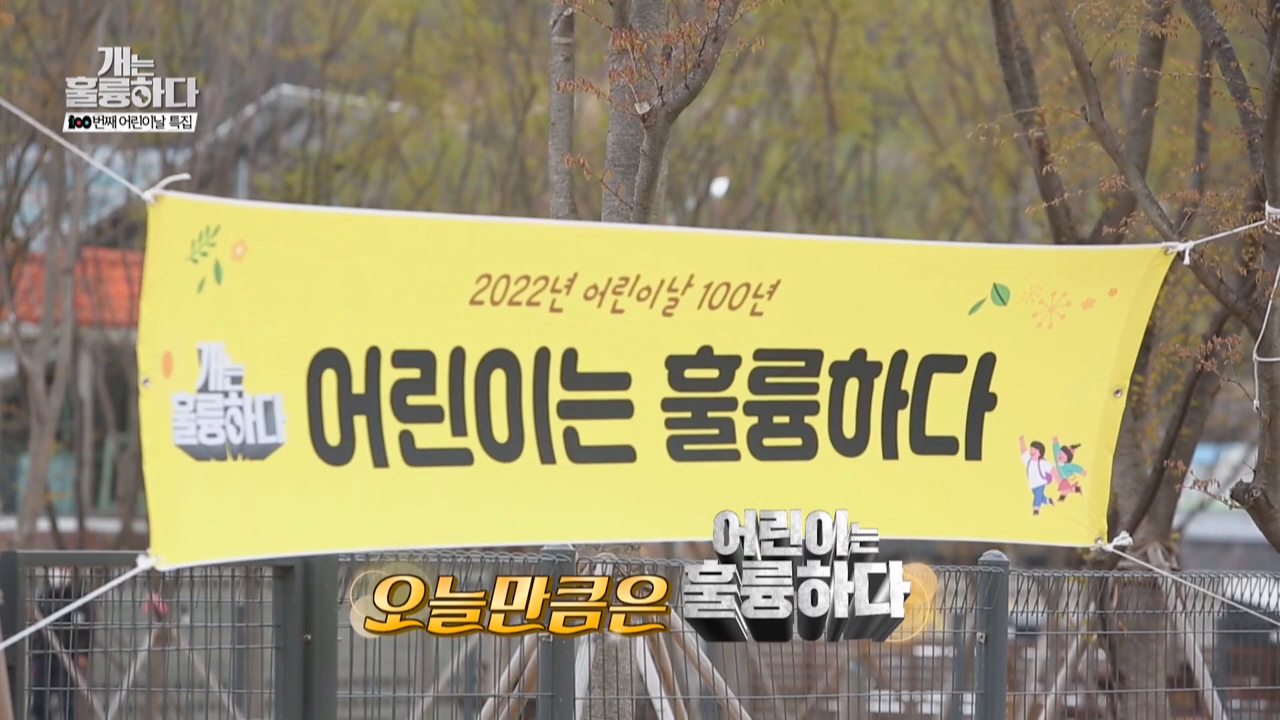 개는
훌륭하다
100번째 어린이날 특집
2022년 어린이날 100년
개는
훌륭하다
어린이는 훌륭하다
오늘만큼은
어린이는
훌륭하다